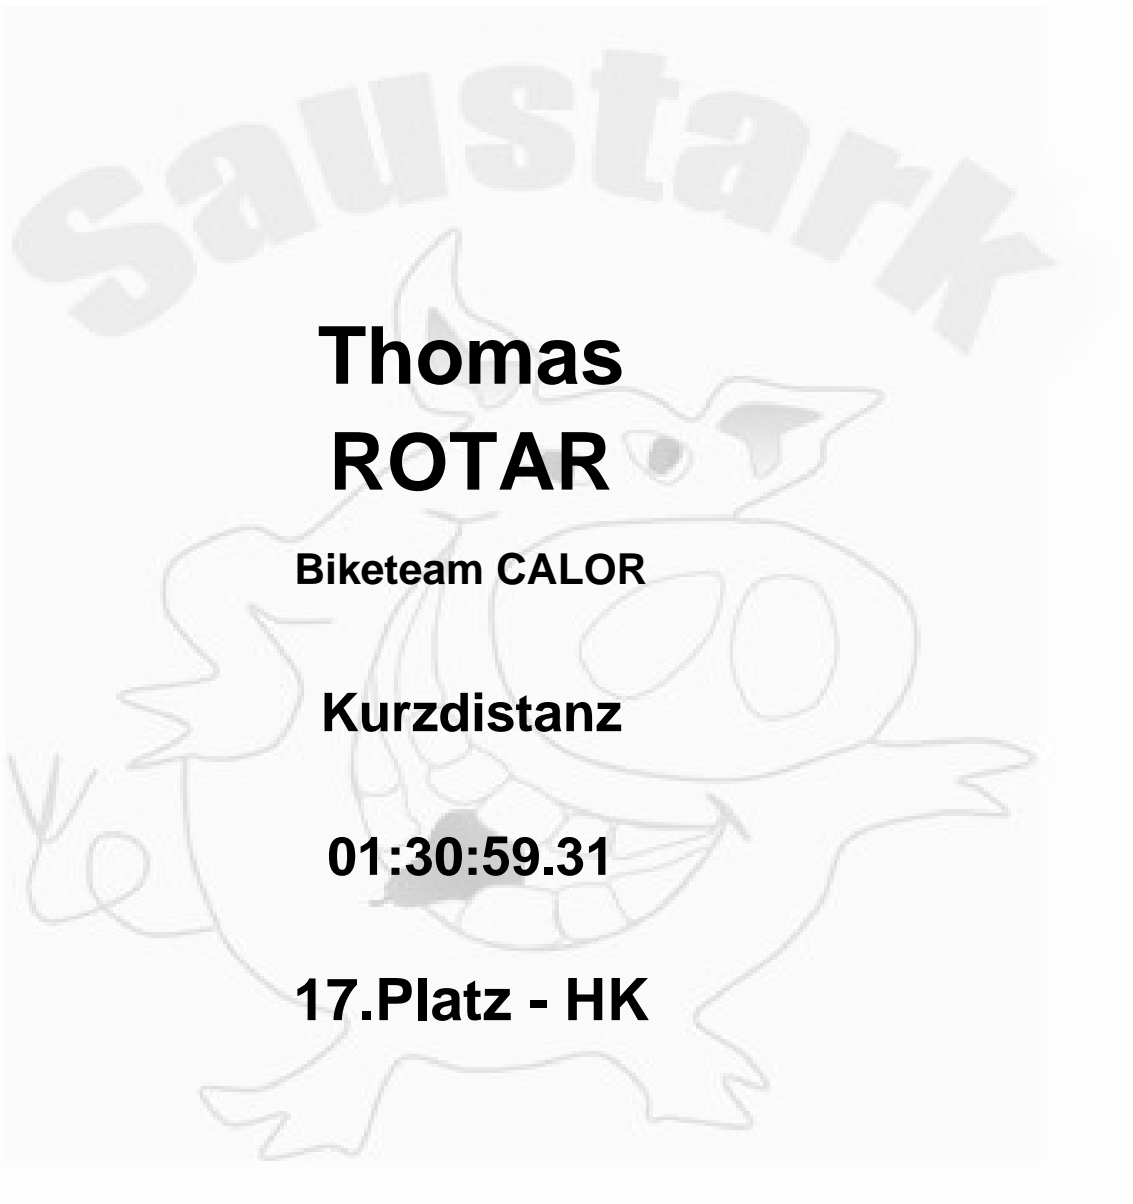 Saustark
Thomas
ROTAR
Biketeam CALOR
Kurzdistanz
01:30:59.31
17.Platz - HK